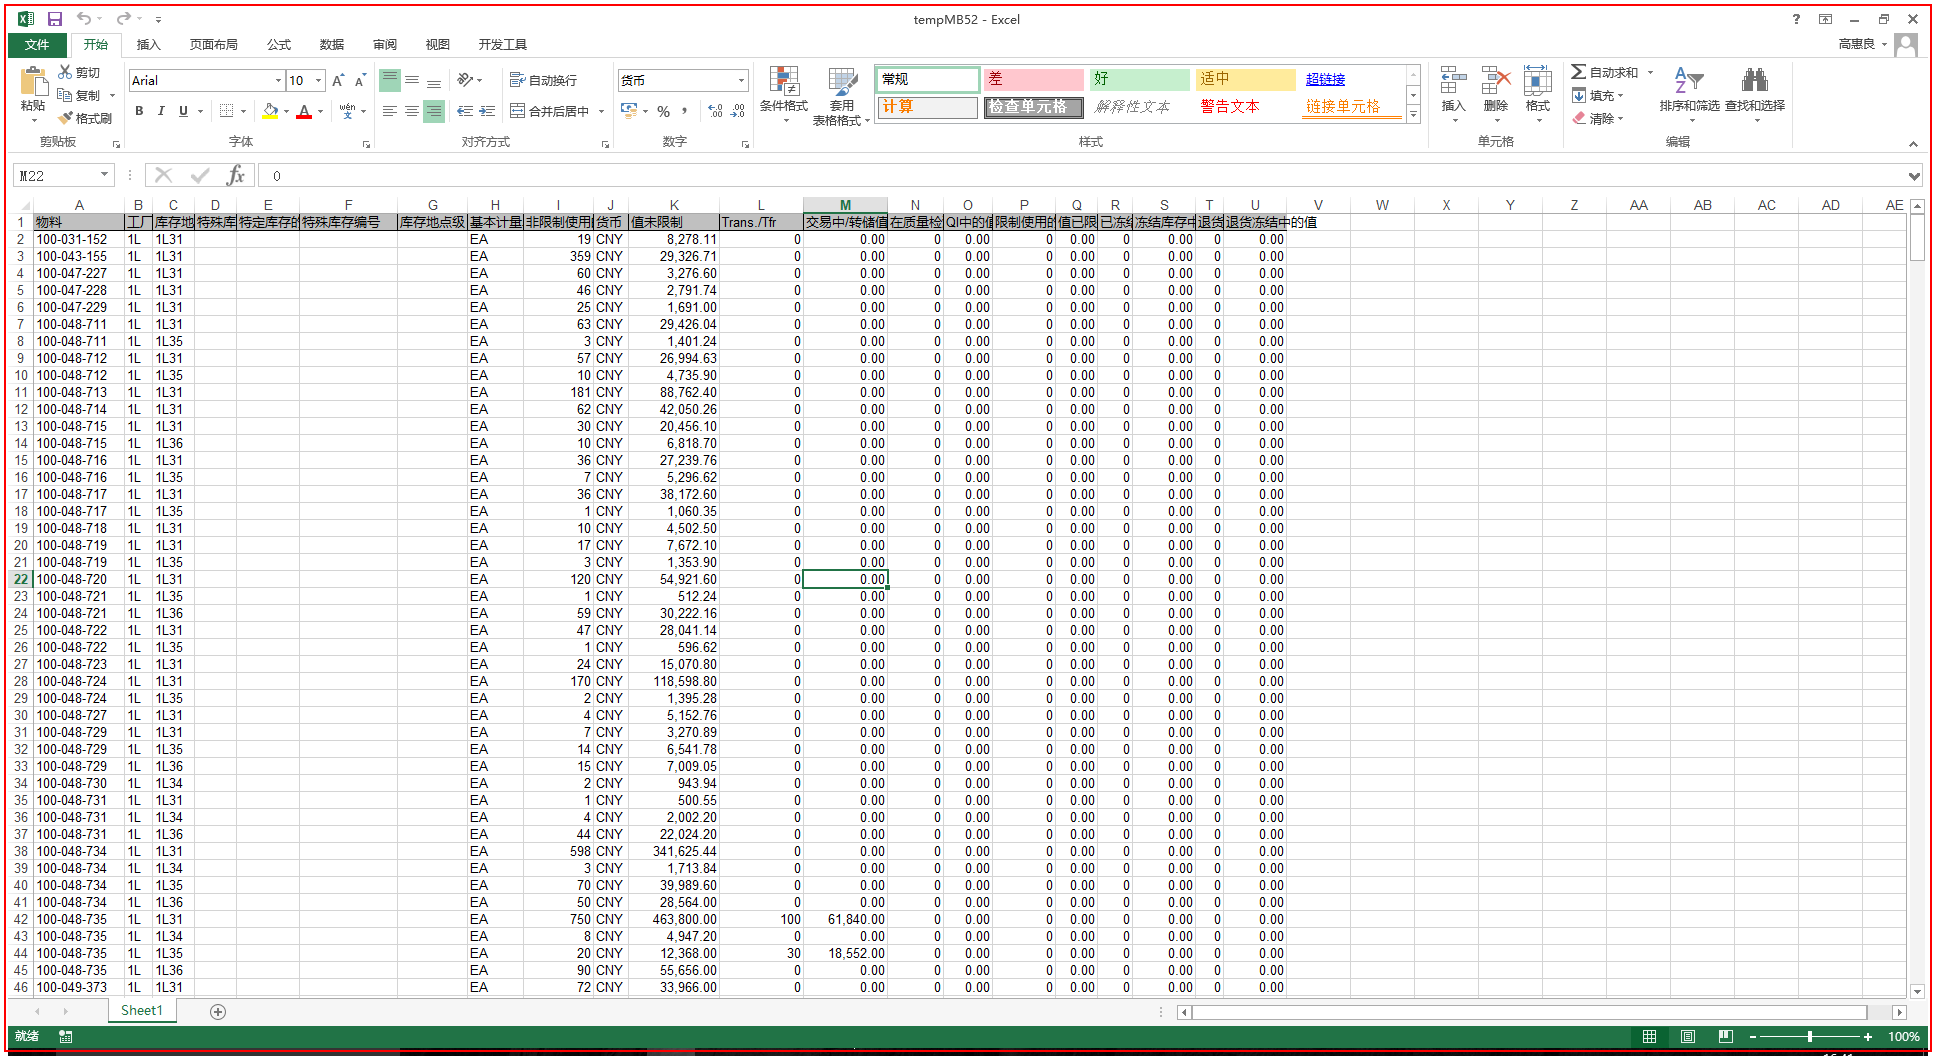 tempMB52 - Excel
文件 开始 插入 页面布局 公式 数据 审阅 视图 开发工具 高惠良
粘贴 剪切 复制 格式刷 剪贴板
Arial 10 B I U wén 变 A 字体
自动换行 合并后居中 对齐方式
货币 % , 数字
条件格式 套用表格格式
常规 差 好 适中 超链接
计算 检查单元格 解释性文本 警告文本 链接单元格
样式
插入 删除 格式 单元格
自动求和 填充 清除 排序和筛选 查找和选择 编辑
M22 fx 0
A B C D E F G H I J K L M N O P Q R S T U V W X Y Z AA AB AC AD AE
1 物料 工厂 库存地 特殊库 特定库存的 特殊库存编号 库存地点级 基本计量 非限制使用 货币 值未限制 Trans./Tfr 交易中/转储值 在质量检 QI中的值 限制使用的 值已限 已冻结 冻结库存中 退货 退货冻结中的值
2 100-031-152 1L 1L31 EA 19 CNY 8,278.11 0 0.00 0 0.00 0 0.00 0 0.00 0 0.00
3 100-043-155 1L 1L31 EA 359 CNY 29,326.71 0 0.00 0 0.00 0 0.00 0 0.00 0 0.00
4 100-047-227 1L 1L31 EA 60 CNY 3,276.60 0 0.00 0 0.00 0 0.00 0 0.00 0 0.00
5 100-047-228 1L 1L31 EA 46 CNY 2,791.74 0 0.00 0 0.00 0 0.00 0 0.00 0 0.00
6 100-047-229 1L 1L31 EA 25 CNY 1,691.00 0 0.00 0 0.00 0 0.00 0 0.00 0 0.00
7 100-048-711 1L 1L31 EA 63 CNY 29,426.04 0 0.00 0 0.00 0 0.00 0 0.00 0 0.00
8 100-048-711 1L 1L35 EA 3 CNY 1,401.24 0 0.00 0 0.00 0 0.00 0 0.00 0 0.00
9 100-048-712 1L 1L31 EA 57 CNY 26,994.63 0 0.00 0 0.00 0 0.00 0 0.00 0 0.00
10 100-048-712 1L 1L35 EA 10 CNY 4,735.90 0 0.00 0 0.00 0 0.00 0 0.00 0 0.00
11 100-048-713 1L 1L31 EA 181 CNY 88,762.40 0 0.00 0 0.00 0 0.00 0 0.00 0 0.00
12 100-048-714 1L 1L31 EA 62 CNY 42,050.26 0 0.00 0 0.00 0 0.00 0 0.00 0 0.00
13 100-048-715 1L 1L31 EA 30 CNY 20,456.10 0 0.00 0 0.00 0 0.00 0 0.00 0 0.00
14 100-048-715 1L 1L36 EA 10 CNY 6,818.70 0 0.00 0 0.00 0 0.00 0 0.00 0 0.00
15 100-048-716 1L 1L31 EA 36 CNY 27,239.76 0 0.00 0 0.00 0 0.00 0 0.00 0 0.00
16 100-048-716 1L 1L35 EA 7 CNY 5,296.62 0 0.00 0 0.00 0 0.00 0 0.00 0 0.00
17 100-048-717 1L 1L31 EA 36 CNY 38,172.60 0 0.00 0 0.00 0 0.00 0 0.00 0 0.00
18 100-048-717 1L 1L35 EA 1 CNY 1,060.35 0 0.00 0 0.00 0 0.00 0 0.00 0 0.00
19 100-048-718 1L 1L31 EA 10 CNY 4,502.50 0 0.00 0 0.00 0 0.00 0 0.00 0 0.00
20 100-048-719 1L 1L31 EA 17 CNY 7,672.10 0 0.00 0 0.00 0 0.00 0 0.00 0 0.00
21 100-048-719 1L 1L35 EA 3 CNY 1,353.90 0 0.00 0 0.00 0 0.00 0 0.00 0 0.00
22 100-048-720 1L 1L31 EA 120 CNY 54,921.60 0 0.00 0 0.00 0 0.00 0 0.00 0 0.00
23 100-048-721 1L 1L35 EA 1 CNY 512.24 0 0.00 0 0.00 0 0.00 0 0.00 0 0.00
24 100-048-721 1L 1L36 EA 59 CNY 30,222.16 0 0.00 0 0.00 0 0.00 0 0.00 0 0.00
25 100-048-722 1L 1L31 EA 47 CNY 28,041.14 0 0.00 0 0.00 0 0.00 0 0.00 0 0.00
26 100-048-722 1L 1L35 EA 1 CNY 596.62 0 0.00 0 0.00 0 0.00 0 0.00 0 0.00
27 100-048-723 1L 1L31 EA 24 CNY 15,070.80 0 0.00 0 0.00 0 0.00 0 0.00 0 0.00
28 100-048-724 1L 1L31 EA 170 CNY 118,598.80 0 0.00 0 0.00 0 0.00 0 0.00 0 0.00
29 100-048-724 1L 1L35 EA 2 CNY 1,395.28 0 0.00 0 0.00 0 0.00 0 0.00 0 0.00
30 100-048-727 1L 1L31 EA 4 CNY 5,152.76 0 0.00 0 0.00 0 0.00 0 0.00 0 0.00
31 100-048-729 1L 1L31 EA 7 CNY 3,270.89 0 0.00 0 0.00 0 0.00 0 0.00 0 0.00
32 100-048-729 1L 1L35 EA 14 CNY 6,541.78 0 0.00 0 0.00 0 0.00 0 0.00 0 0.00
33 100-048-729 1L 1L36 EA 15 CNY 7,009.05 0 0.00 0 0.00 0 0.00 0 0.00 0 0.00
34 100-048-730 1L 1L34 EA 2 CNY 943.94 0 0.00 0 0.00 0 0.00 0 0.00 0 0.00
35 100-048-731 1L 1L31 EA 1 CNY 500.55 0 0.00 0 0.00 0 0.00 0 0.00 0 0.00
36 100-048-731 1L 1L34 EA 4 CNY 2,002.20 0 0.00 0 0.00 0 0.00 0 0.00 0 0.00
37 100-048-731 1L 1L36 EA 44 CNY 22,024.20 0 0.00 0 0.00 0 0.00 0 0.00 0 0.00
38 100-048-734 1L 1L31 EA 598 CNY 341,625.44 0 0.00 0 0.00 0 0.00 0 0.00 0 0.00
39 100-048-734 1L 1L34 EA 3 CNY 1,713.84 0 0.00 0 0.00 0 0.00 0 0.00 0 0.00
40 100-048-734 1L 1L35 EA 70 CNY 39,989.60 0 0.00 0 0.00 0 0.00 0 0.00 0 0.00
41 100-048-734 1L 1L36 EA 50 CNY 28,564.00 0 0.00 0 0.00 0 0.00 0 0.00 0 0.00
42 100-048-735 1L 1L31 EA 750 CNY 463,800.00 100 61,840.00 0 0.00 0 0.00 0 0.00 0 0.00
43 100-048-735 1L 1L34 EA 8 CNY 4,947.20 0 0.00 0 0.00 0 0.00 0 0.00 0 0.00
44 100-048-735 1L 1L35 EA 20 CNY 12,368.00 30 18,552.00 0 0.00 0 0.00 0 0.00 0 0.00
45 100-048-735 1L 1L36 EA 90 CNY 55,656.00 0 0.00 0 0.00 0 0.00 0 0.00 0 0.00
46 100-049-373 1L 1L31 EA 72 CNY 33,966.00 0 0.00 0 0.00 0 0.00 0 0.00 0 0.00
Sheet1
就绪 100%